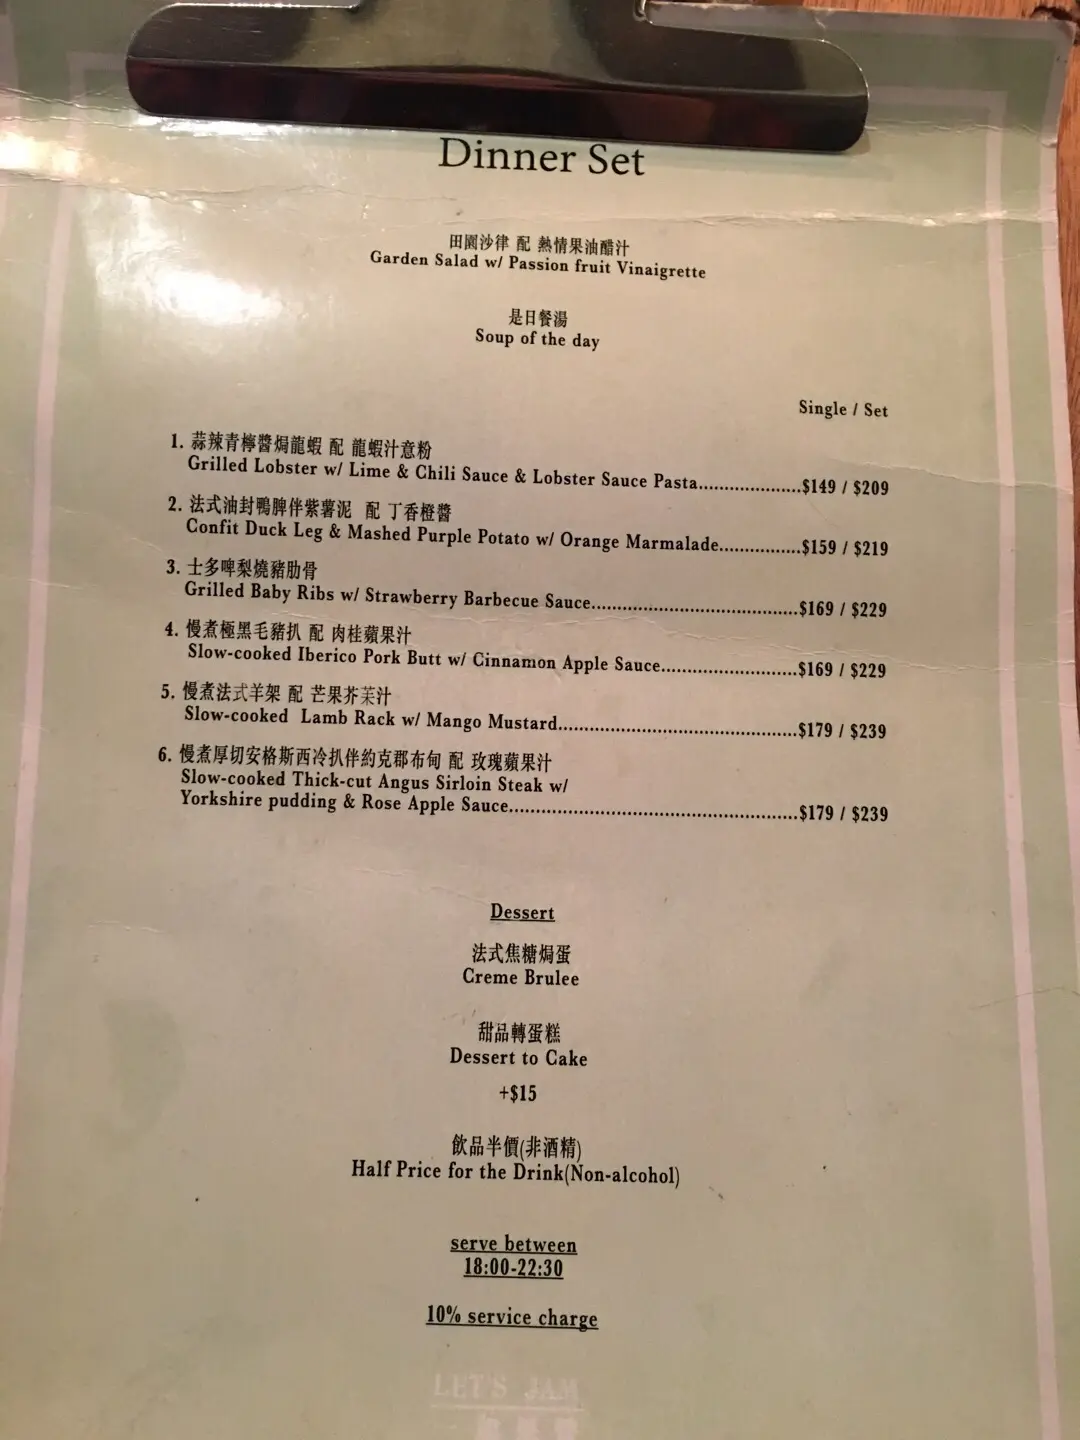 Dinner Set
田園沙律 配 熱情果油醋汁
Garden Salad w/ Passion fruit Vinaigrette
是日餐湯
Soup of the day
Single / Set
1. 蒜辣青檸醬焗龍蝦 配 龍蝦汁意粉
Grilled Lobster w/ Lime & Chili Sauce & Lobster Sauce Pasta....................$149 / $209
2. 法式油封鴨脾伴紫薯泥 配 丁香橙醬
Confit Duck Leg & Mashed Purple Potato w/ Orange Marmalade................$159 / $219
3. 士多啤梨燒豬肋骨
Grilled Baby Ribs w/ Strawberry Barbecue Sauce........................................$169 / $229
4. 慢煮極黑毛豬扒 配 肉桂蘋果汁
Slow-cooked Iberico Pork Butt w/ Cinnamon Apple Sauce..........................$169 / $229
5. 慢煮法式羊架 配 芒果芥茉汁
Slow-cooked Lamb Rack w/ Mango Mustard..............................................$179 / $239
6. 慢煮厚切安格斯西冷扒伴約克郡布甸 配 玫瑰蘋果汁
Slow-cooked Thick-cut Angus Sirloin Steak w/
Yorkshire pudding & Rose Apple Sauce........................................................$179 / $239
Dessert
法式焦糖焗蛋
Creme Brulee
甜品轉蛋糕
Dessert to Cake
+$15
飲品半價(非酒精)
Half Price for the Drink(Non-alcohol)
serve between
18:00-22:30
10% service charge
LET'S JAM